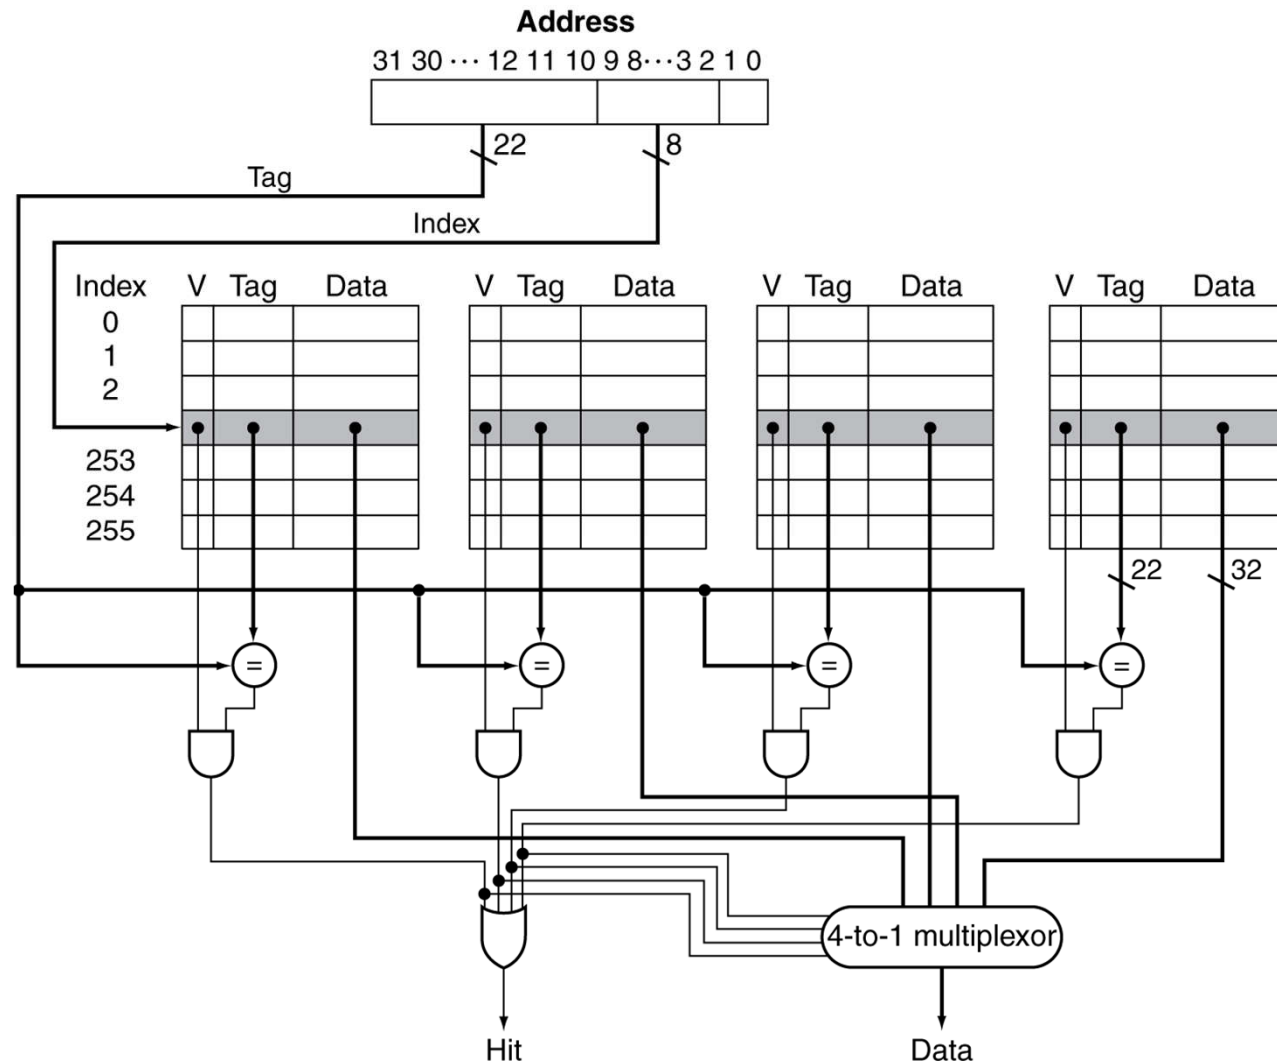 Address
31 30 ··· 12 11 10 9 8···3 2 1 0
22 8
Tag
Index
Index V Tag Data V Tag Data V Tag Data V Tag Data
0
1
2
253
254
255
22 32
= = = =
4-to-1 multiplexor
Hit Data